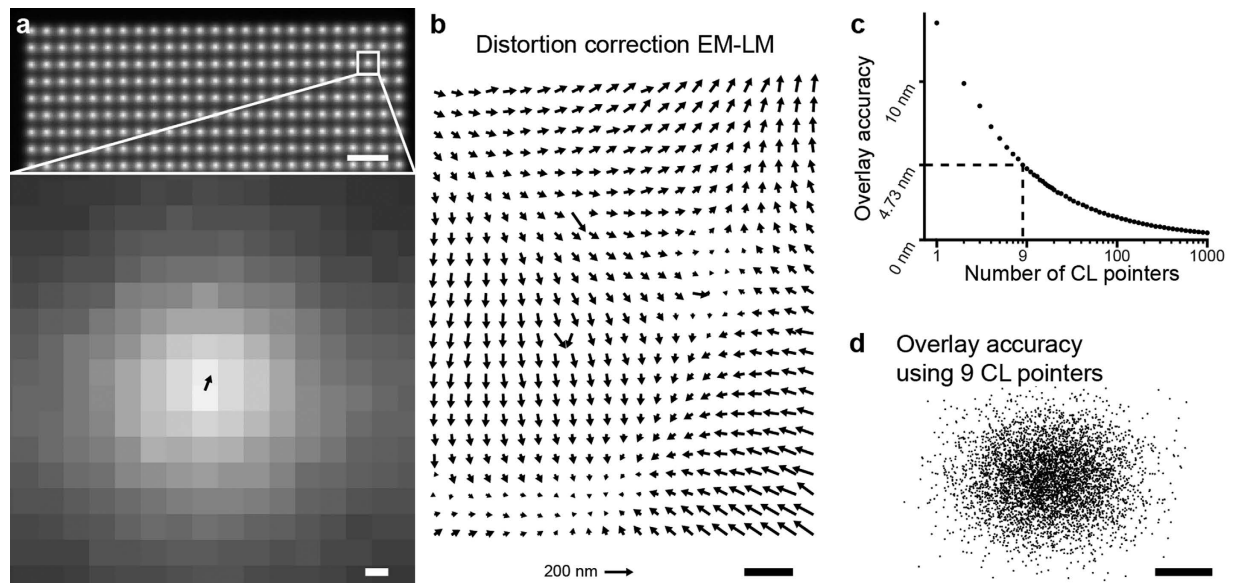 a
b
Distortion correction EM-LM
200 nm
c
Overlay accuracy
10 nm
4.73 nm
0 nm
1
9
100
1000
Number of CL pointers
d
Overlay accuracy
using 9 CL pointers